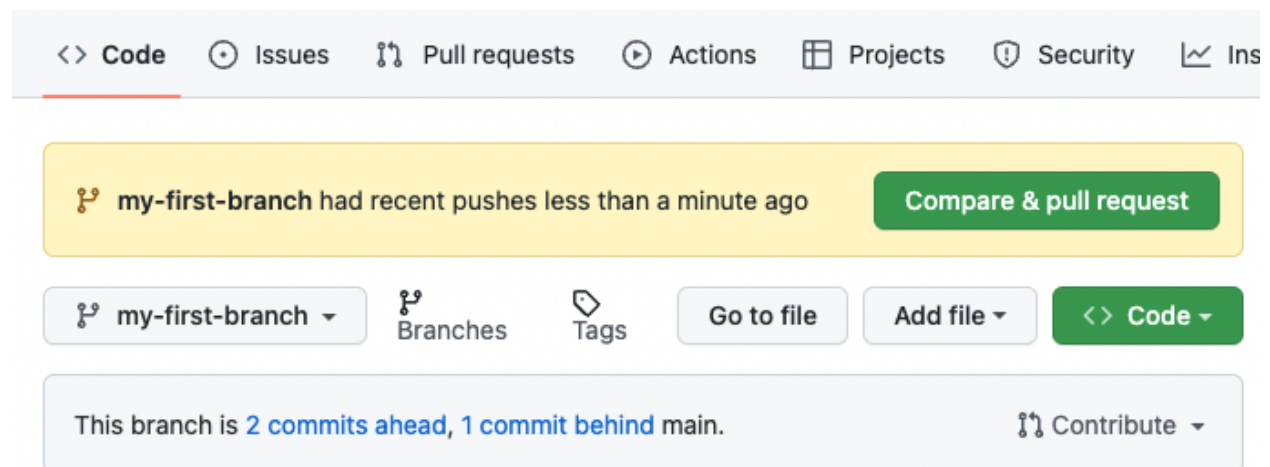 Code Issues Pull requests Actions Projects Security Ins
my-first-branch had recent pushes less than a minute ago Compare & pull request
my-first-branch Branches Tags Go to file Add file Code
This branch is 2 commits ahead, 1 commit behind main. Contribute